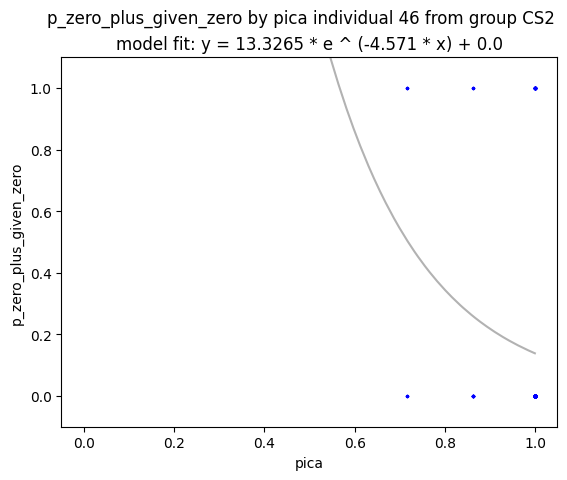 p_zero_plus_given_zero by pica individual 46 from group CS2
model fit: y = 13.3265 * e ^ (-4.571 * x) + 0.0
1.0
0.8
0.6
0.4
0.2
0.0
p_zero_plus_given_zero
0.0 0.2 0.4 0.6 0.8 1.0
pica